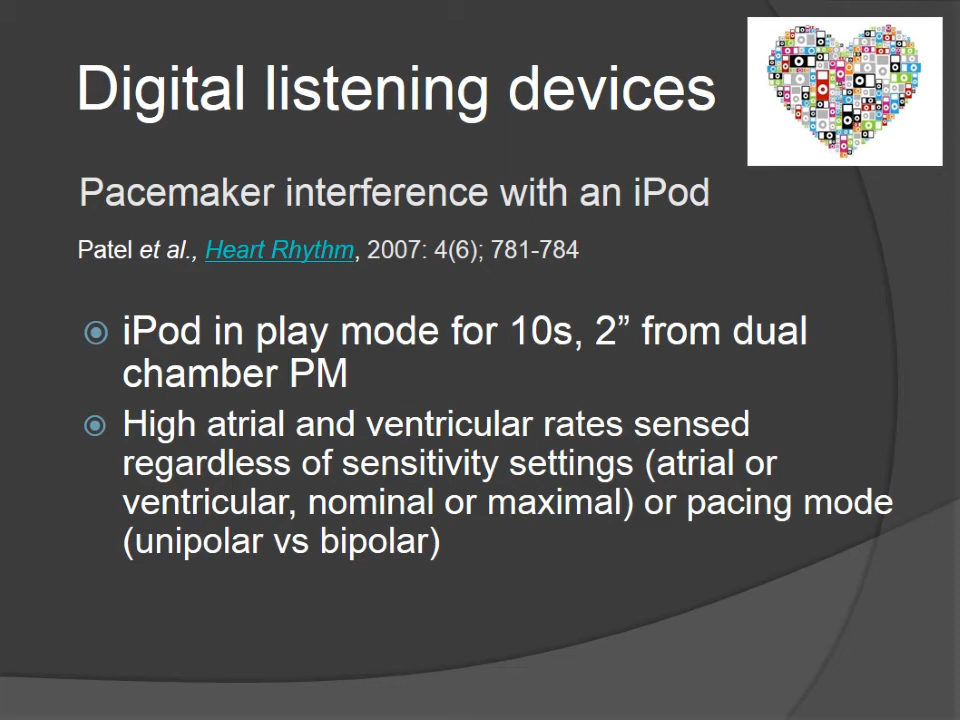 Digital listening devices
Pacemaker interference with an iPod
Patel et al., Heart Rhythm, 2007: 4(6); 781-784
iPod in play mode for 10s, 2” from dual
chamber PM
High atrial and ventricular rates sensed
regardless of sensitivity settings (atrial or
ventricular, nominal or maximal) or pacing mode
(unipolar vs bipolar)